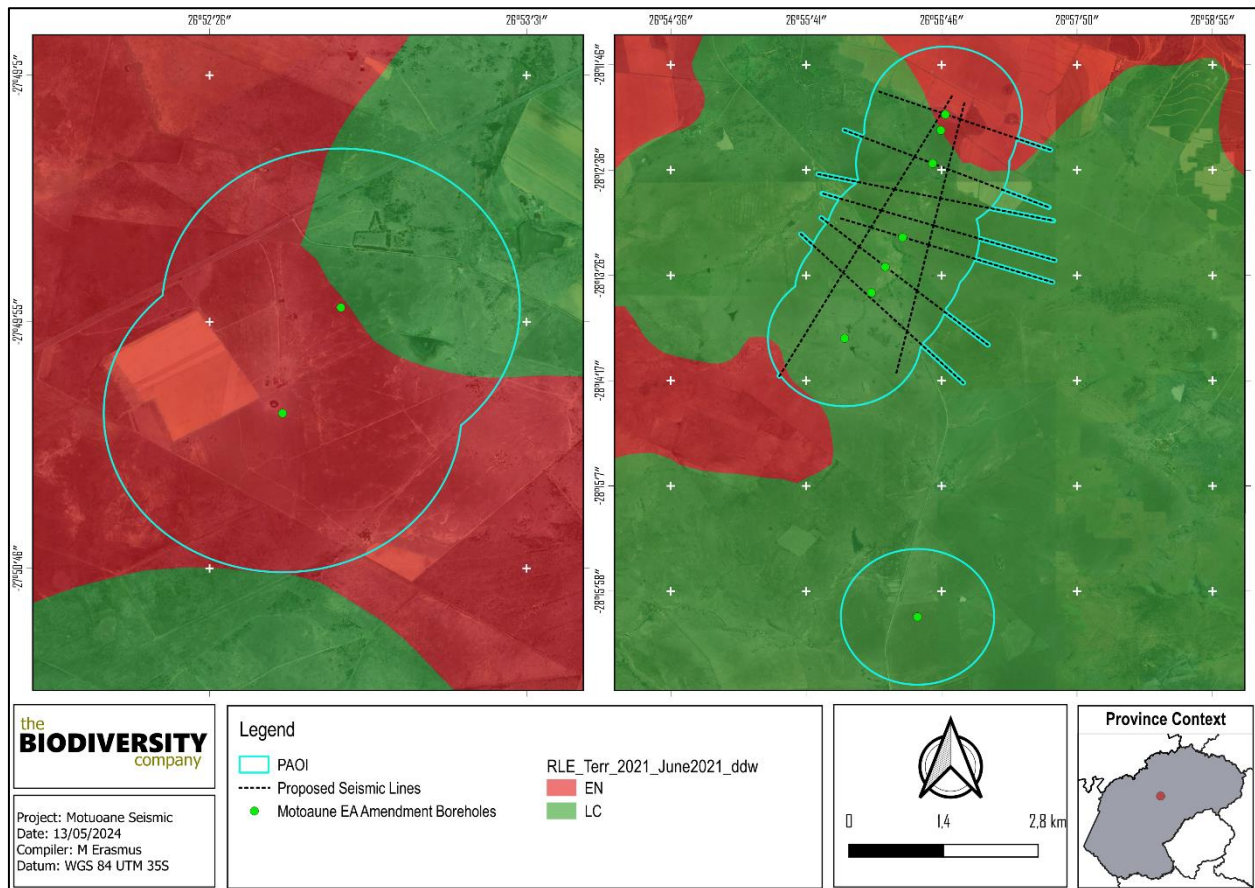 26°52'26" 26°53'31" 26°54'36" 26°55'41" 26°56'46" 26°57'50" 26°58'55"
-27°49'5"
-27°49'55"
-27°50'46"
-28°11'46"
-28°12'36"
-28°13'26"
-28°14'17"
-28°15'7"
-28°15'58"
the
BIODIVERSITY
company
Project: Motuoane Seismic
Date: 13/05/2024
Compiler: M Erasmus
Datum: WGS 84 UTM 35S
Legend
PAOI
Proposed Seismic Lines
Motoaune EA Amendment Boreholes
RLE_Terr_2021_June2021_ddw
EN
LC
0 1,4 2,8 km
Province Context